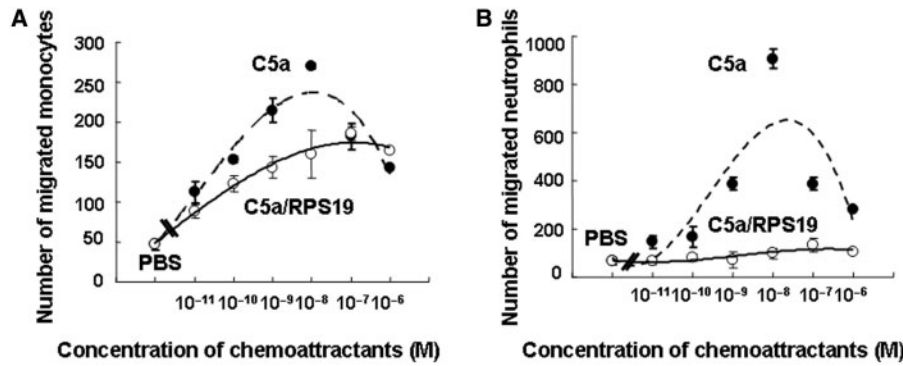 A
Number of migrated monocytes
300
250
200
150
100
50
0
C5a
C5a/RPS19
PBS
10⁻¹¹ 10⁻¹⁰ 10⁻⁹ 10⁻⁸ 10⁻⁷ 10⁻⁶
Concentration of chemoattractants (M)
B
Number of migrated neutrophils
1000
800
600
400
200
0
C5a
C5a/RPS19
PBS
10⁻¹¹ 10⁻¹⁰ 10⁻⁹ 10⁻⁸ 10⁻⁷ 10⁻⁶
Concentration of chemoattractants (M)